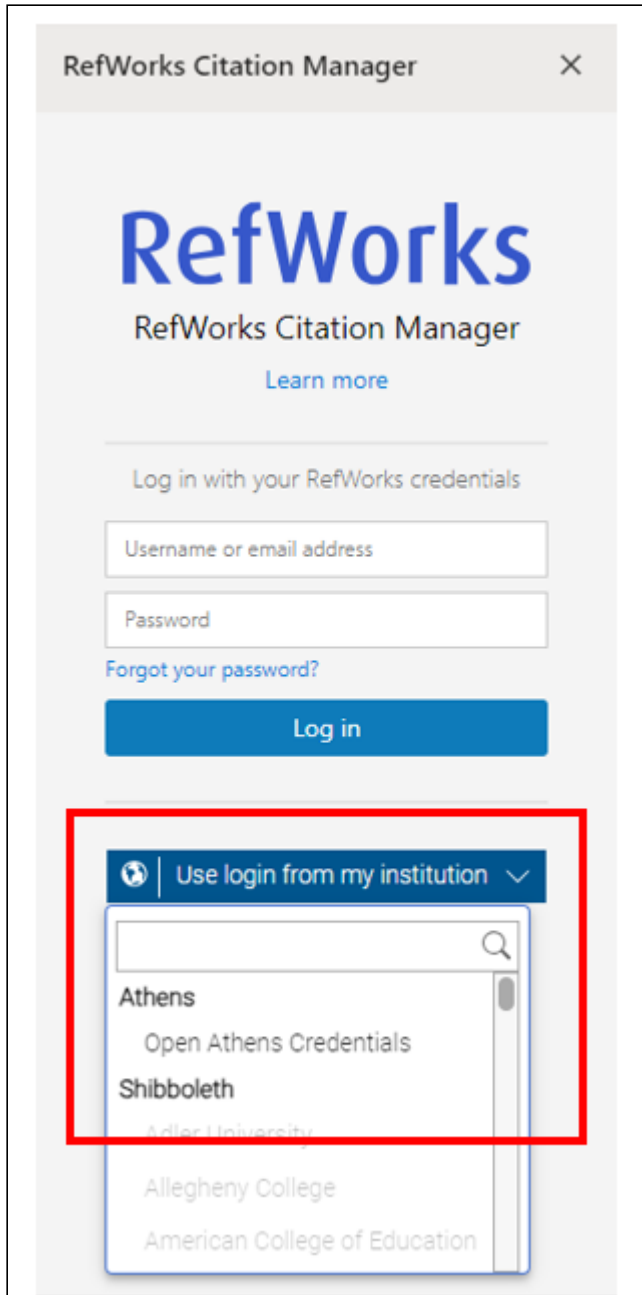 RefWorks Citation Manager
RefWorks
RefWorks Citation Manager
Learn more
Log in with your RefWorks credentials
Username or email address
Password
Forgot your password?
Log in
Use login from my institution
Athens
Open Athens Credentials
Shibboleth
Adler University
Allegheny College
American College of Education